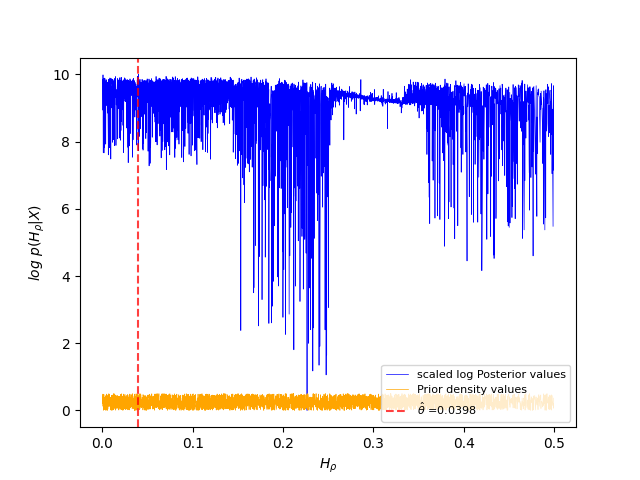 10
8
6
4
2
0
log p(H_ρ|X)
scaled log Posterior values
Prior density values
θ̂ =0.0398
0.0 0.1 0.2 0.3 0.4 0.5
H_ρ